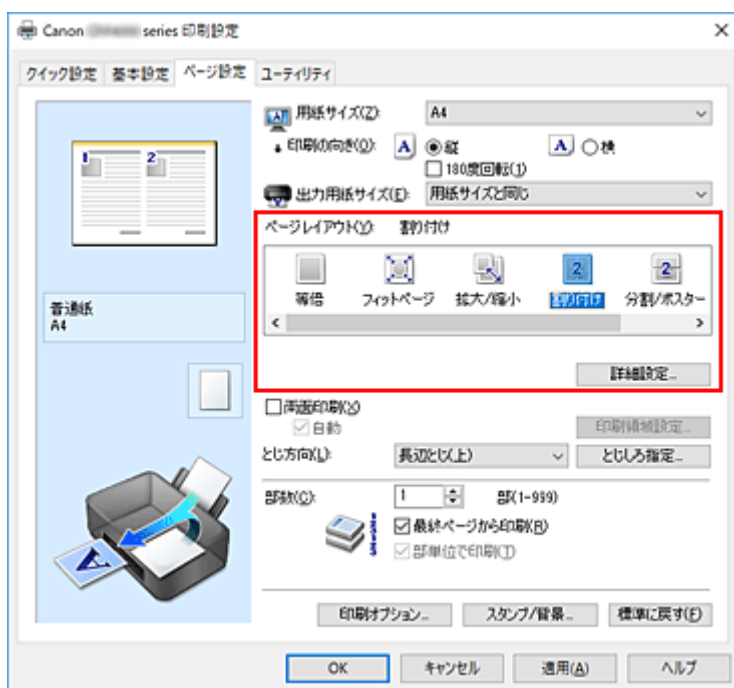 Canon series 印刷設定
クイック設定 基本設定 ページ設定 ユーティリティ
用紙サイズ(Z): A4
印刷の向き(O): A 縦 A 横
180度回転(J)
出力用紙サイズ(E): 用紙サイズと同じ
1 2
ページレイアウト(Y): 割り付け
2 2
等倍 フィットページ 拡大/縮小 割り付け 分割/ポスター
詳細設定...
普通紙
A4
両面印刷(X)
自動 印刷領域設定...
とじ方向(L): 長辺とじ(上) とじしろ指定...
部数(C): 1 部(1-999)
最終ページから印刷(R)
部単位で印刷(T)
A
印刷オプション... スタンプ/背景... 標準に戻す(F)
OK キャンセル 適用(A) ヘルプ